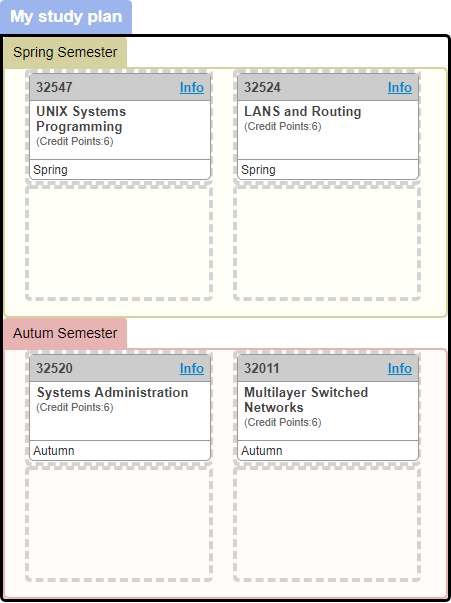 My study plan
Spring Semester
32547 Info
UNIX Systems
Programming
(Credit Points:6)
Spring
32524 Info
LANS and Routing
(Credit Points:6)
Spring
Autum Semester
32520 Info
Systems Administration
(Credit Points:6)
Autumn
32011 Info
Multilayer Switched
Networks
(Credit Points:6)
Autumn